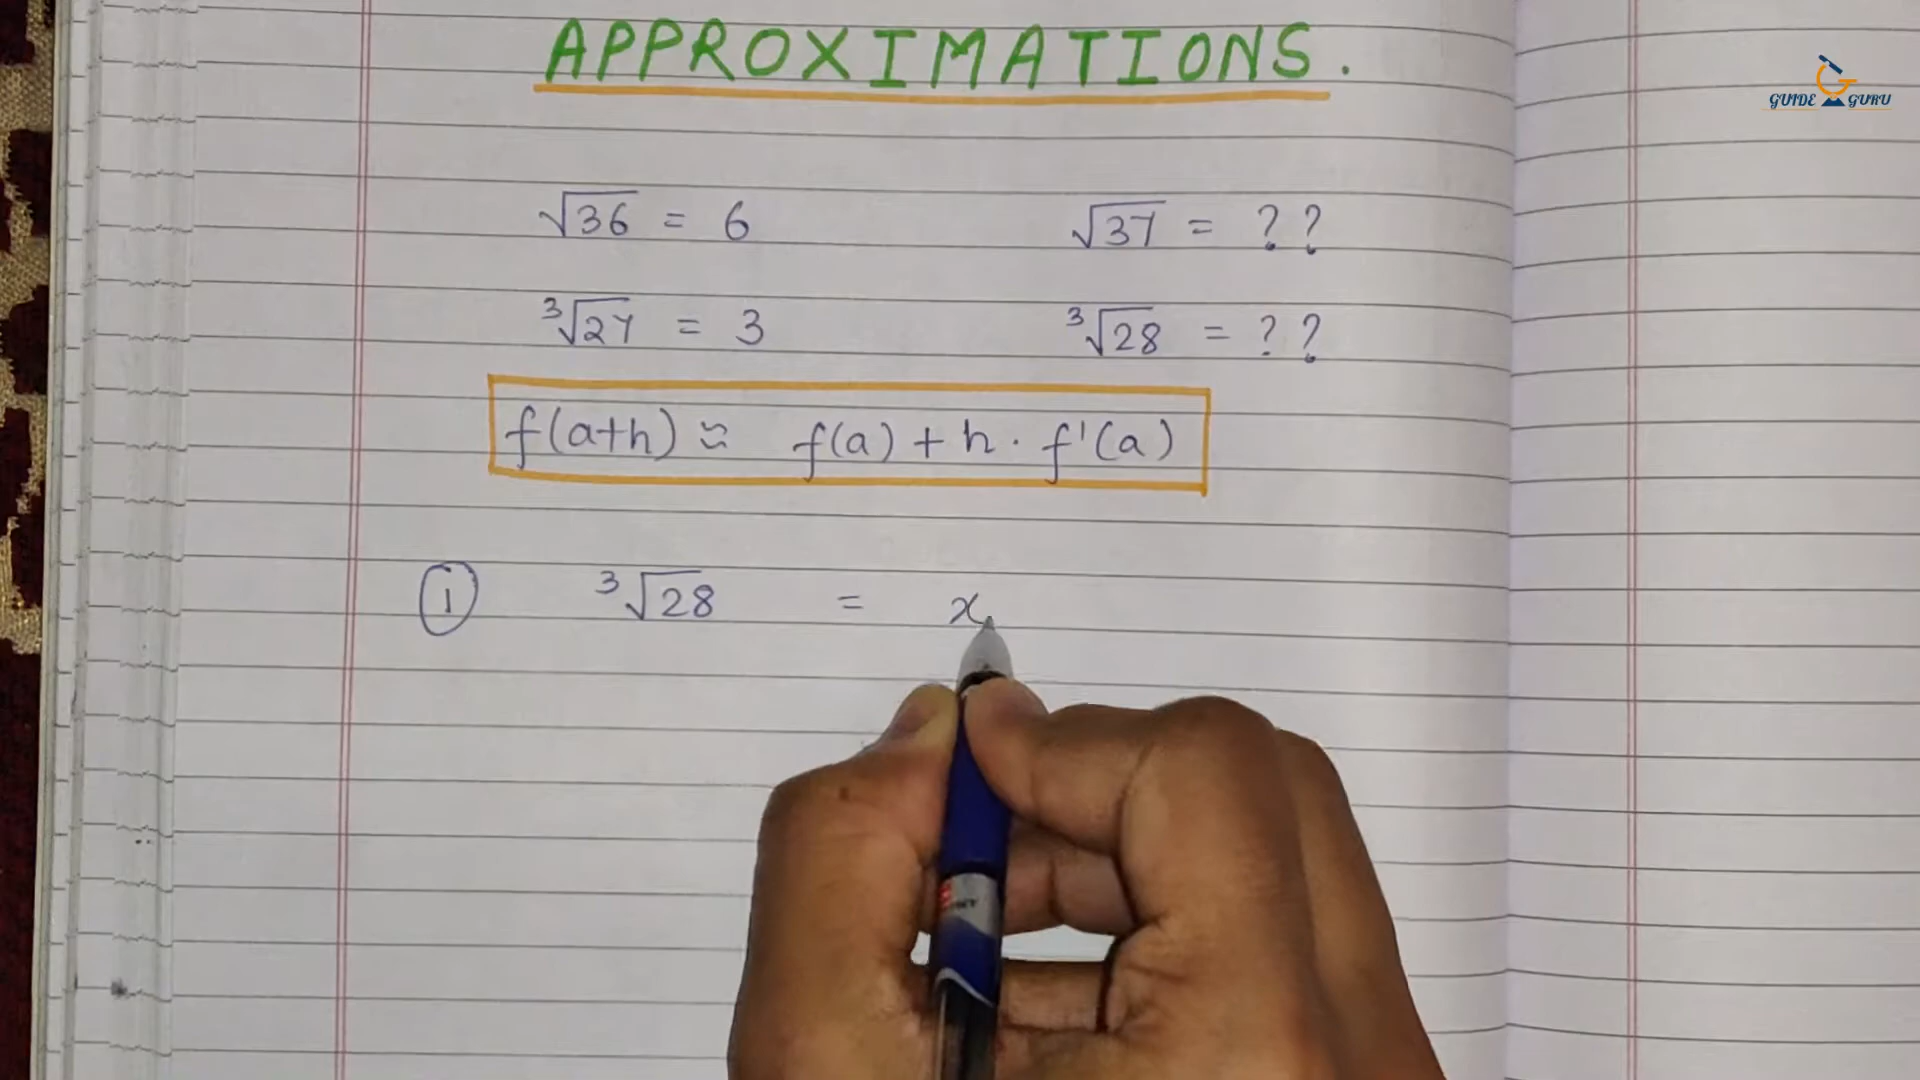 APPROXIMATIONS.
GUIDE GURU
√36 = 6 √37 = ??
³√27 = 3 ³√28 = ??
f(a+h) ≈ f(a) + h . f'(a)
① ³√28 = x